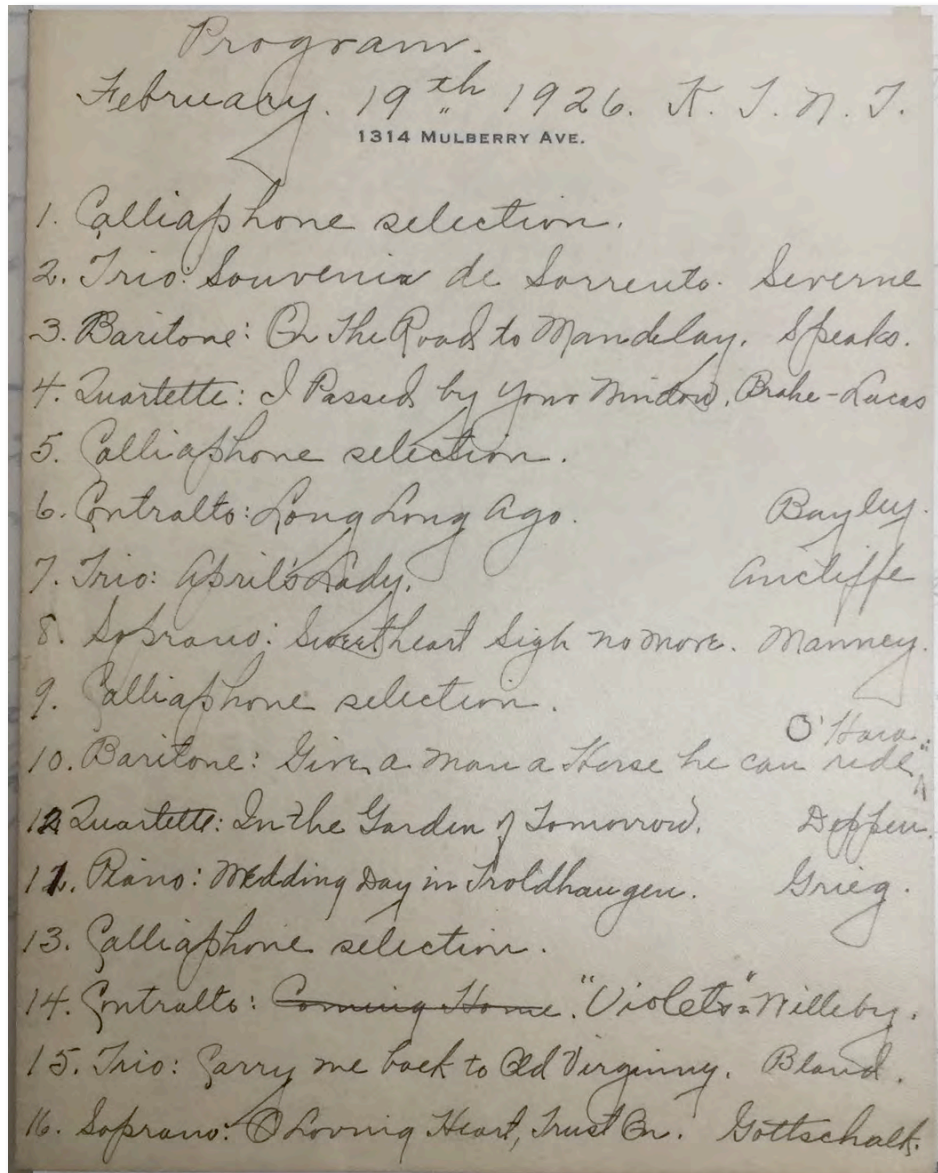 Program.
February. 19th 1926. K. T. N. T.
1314 MULBERRY AVE.
1. Calliaphone selection.
2. Trio: Souvenir de Sorrento. Severne
3. Baritone: On The Road to Mandelay. Speaks.
4. Quartette: I Passed by Your Window. Brahe-Lucas
5. Calliaphone selection.
6. Contralto: Long Long Ago. Bayley.
7. Trio: April's Lady. Ancliffe
8. Soprano: Sweetheart Sigh no more. Manney.
9. Calliaphone selection.
O'Hara.
10. Baritone: Give a man a Horse he can ride"
12 Quartette: In the Garden of Tomorrow. Deppen.
11. Piano: Wedding Day in Troldhaugen. Grieg.
13. Calliaphone selection.
14. Contralto: Coming Home. "Violets" Willeby.
15. Trio: Carry me back to Old Virginny. Bland.
16. Soprano: O Loving Heart, Trust On. Gottschalk.